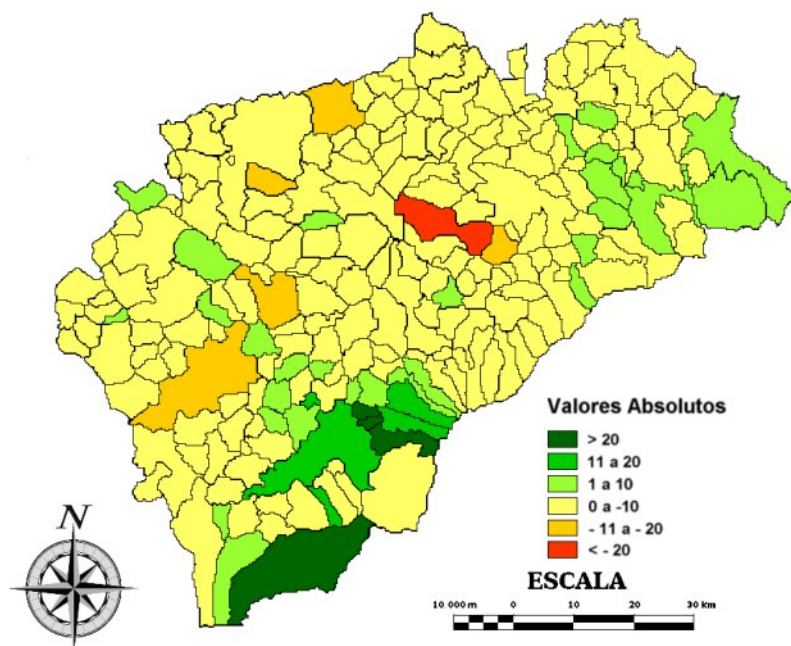 Valores Absolutos
> 20
11 a 20
1 a 10
0 a -10
- 11 a - 20
< - 20
N
ESCALA
10 000 m 0 10 20 30 km